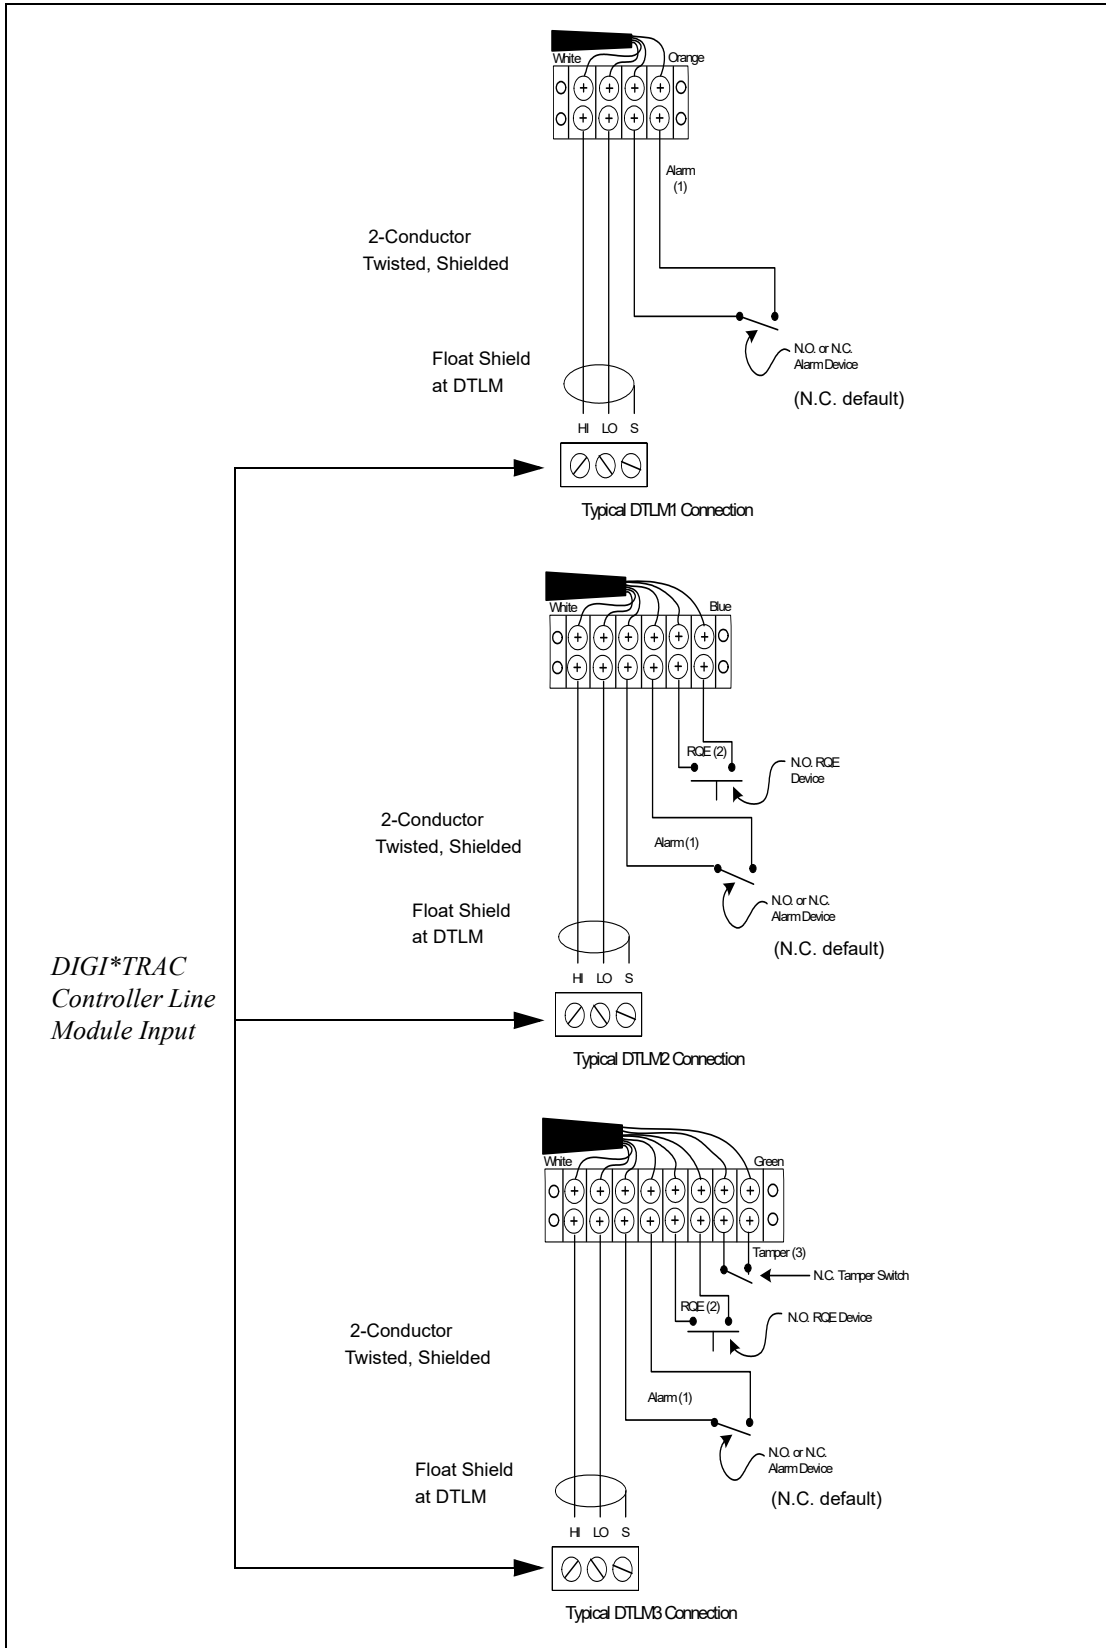 White
Orange
Alarm
(1)
2-Conductor
Twisted, Shielded
N.O. or N.C.
Alarm Device
(N.C. default)
Float Shield
at DTLM
HI LO S
Typical DTLM1 Connection
White
Blue
RQE (2)
N.O. RQE
Device
2-Conductor
Twisted, Shielded
Alarm (1)
N.O. or N.C.
Alarm Device
(N.C. default)
Float Shield
at DTLM
HI LO S
DIGI*TRAC
Controller Line
Module Input
Typical DTLM2 Connection
White
Green
Tamper (3)
N.C. Tamper Switch
RQE (2)
N.O. RQE Device
2-Conductor
Twisted, Shielded
Alarm (1)
N.O. or N.C.
Alarm Device
(N.C. default)
Float Shield
at DTLM
HI LO S
Typical DTLM3 Connection